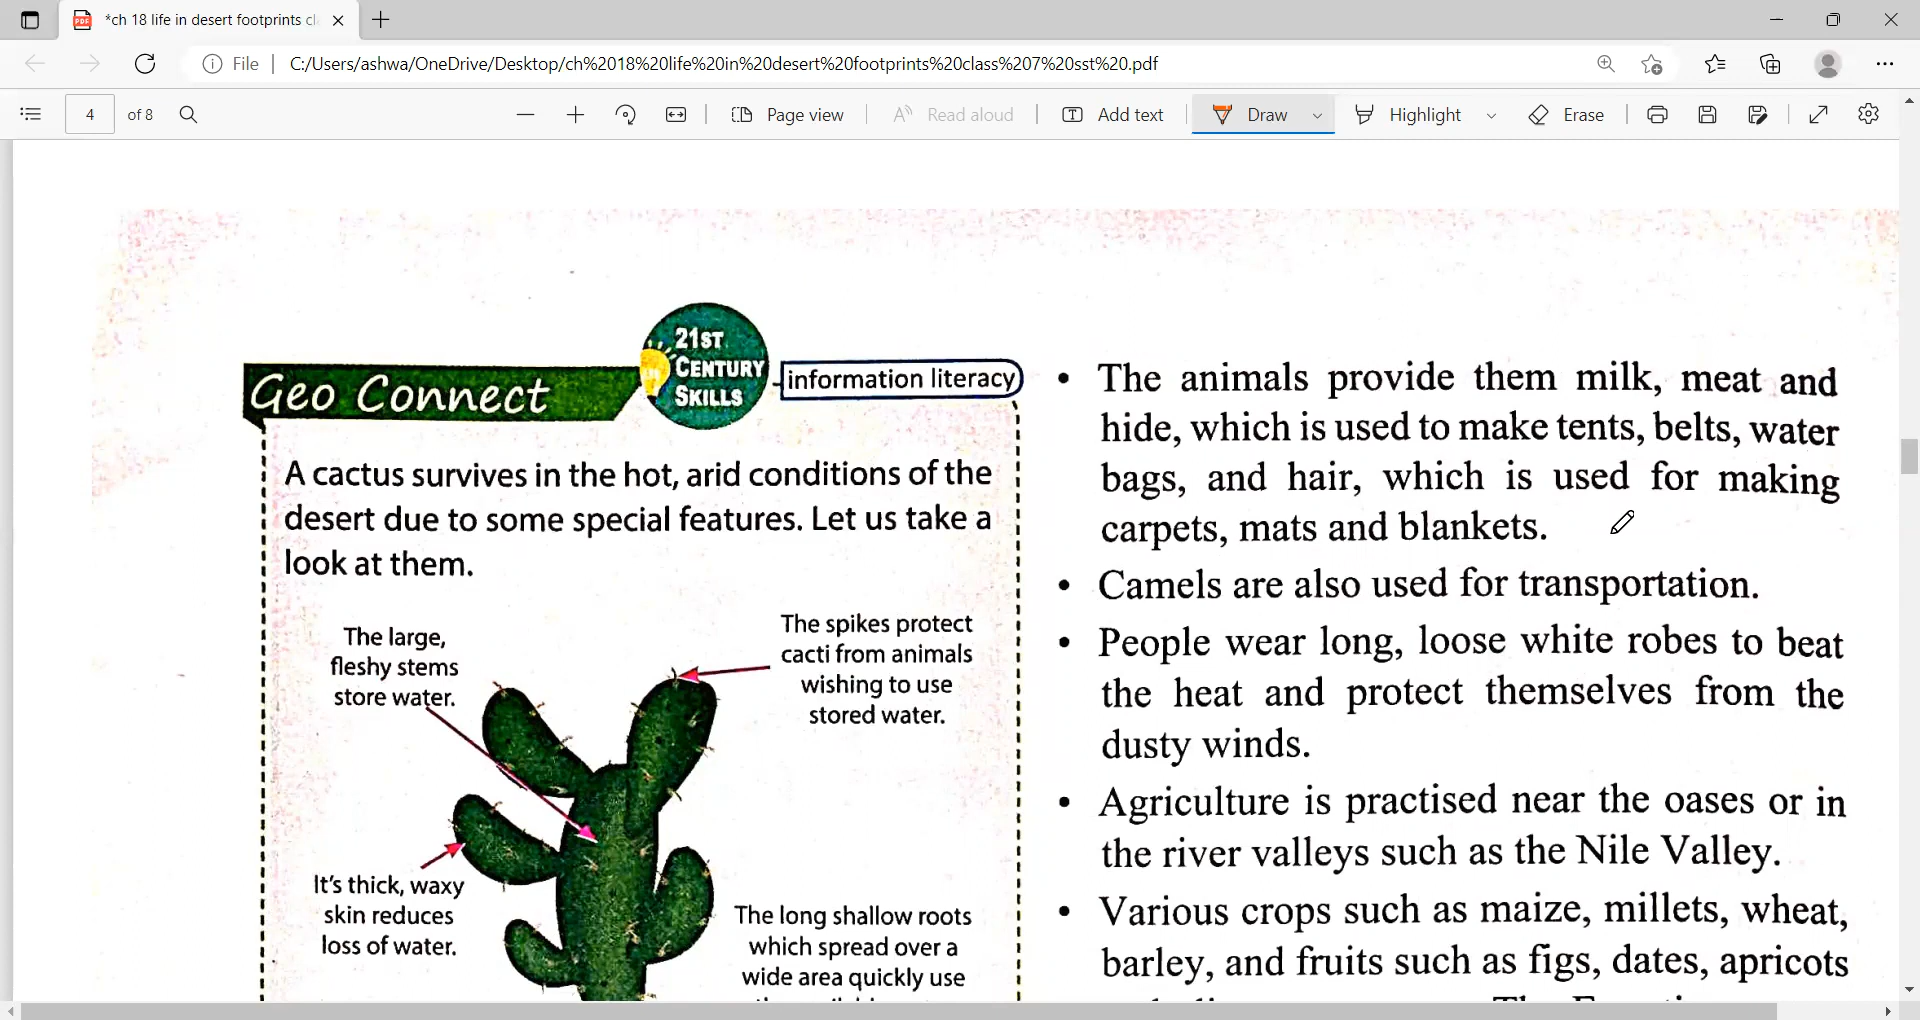 *ch 18 life in desert footprints cl
File
C:/Users/ashwa/OneDrive/Desktop/ch%2018%20life%20in%20desert%20footprints%20class%207%20sst%20.pdf
4 of 8
Page view
Read aloud
Add text
Draw
Highlight
Erase
Geo Connect
21ST
CENTURY
SKILLS
information literacy
A cactus survives in the hot, arid conditions of the
desert due to some special features. Let us take a
look at them.
The large,
fleshy stems
store water.
The spikes protect
cacti from animals
wishing to use
stored water.
It's thick, waxy
skin reduces
loss of water.
The long shallow roots
which spread over a
wide area quickly use
• The animals provide them milk, meat and
hide, which is used to make tents, belts, water
bags, and hair, which is used for making
carpets, mats and blankets.
• Camels are also used for transportation.
• People wear long, loose white robes to beat
the heat and protect themselves from the
dusty winds.
• Agriculture is practised near the oases or in
the river valleys such as the Nile Valley.
• Various crops such as maize, millets, wheat,
barley, and fruits such as figs, dates, apricots